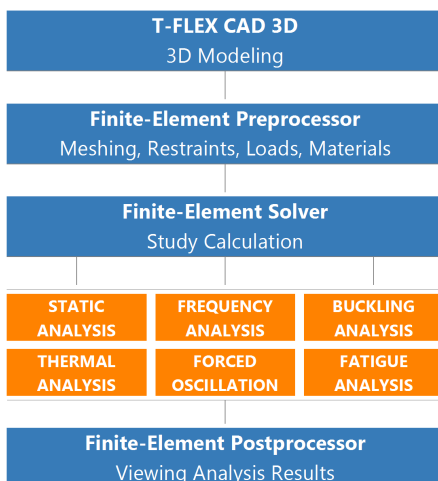 T-FLEX CAD 3D
3D Modeling
Finite-Element Preprocessor
Meshing, Restraints, Loads, Materials
Finite-Element Solver
Study Calculation
STATIC
ANALYSIS
FREQUENCY
ANALYSIS
BUCKLING
ANALYSIS
THERMAL
ANALYSIS
FORCED
OSCILLATION
FATIGUE
ANALYSIS
Finite-Element Postprocessor
Viewing Analysis Results